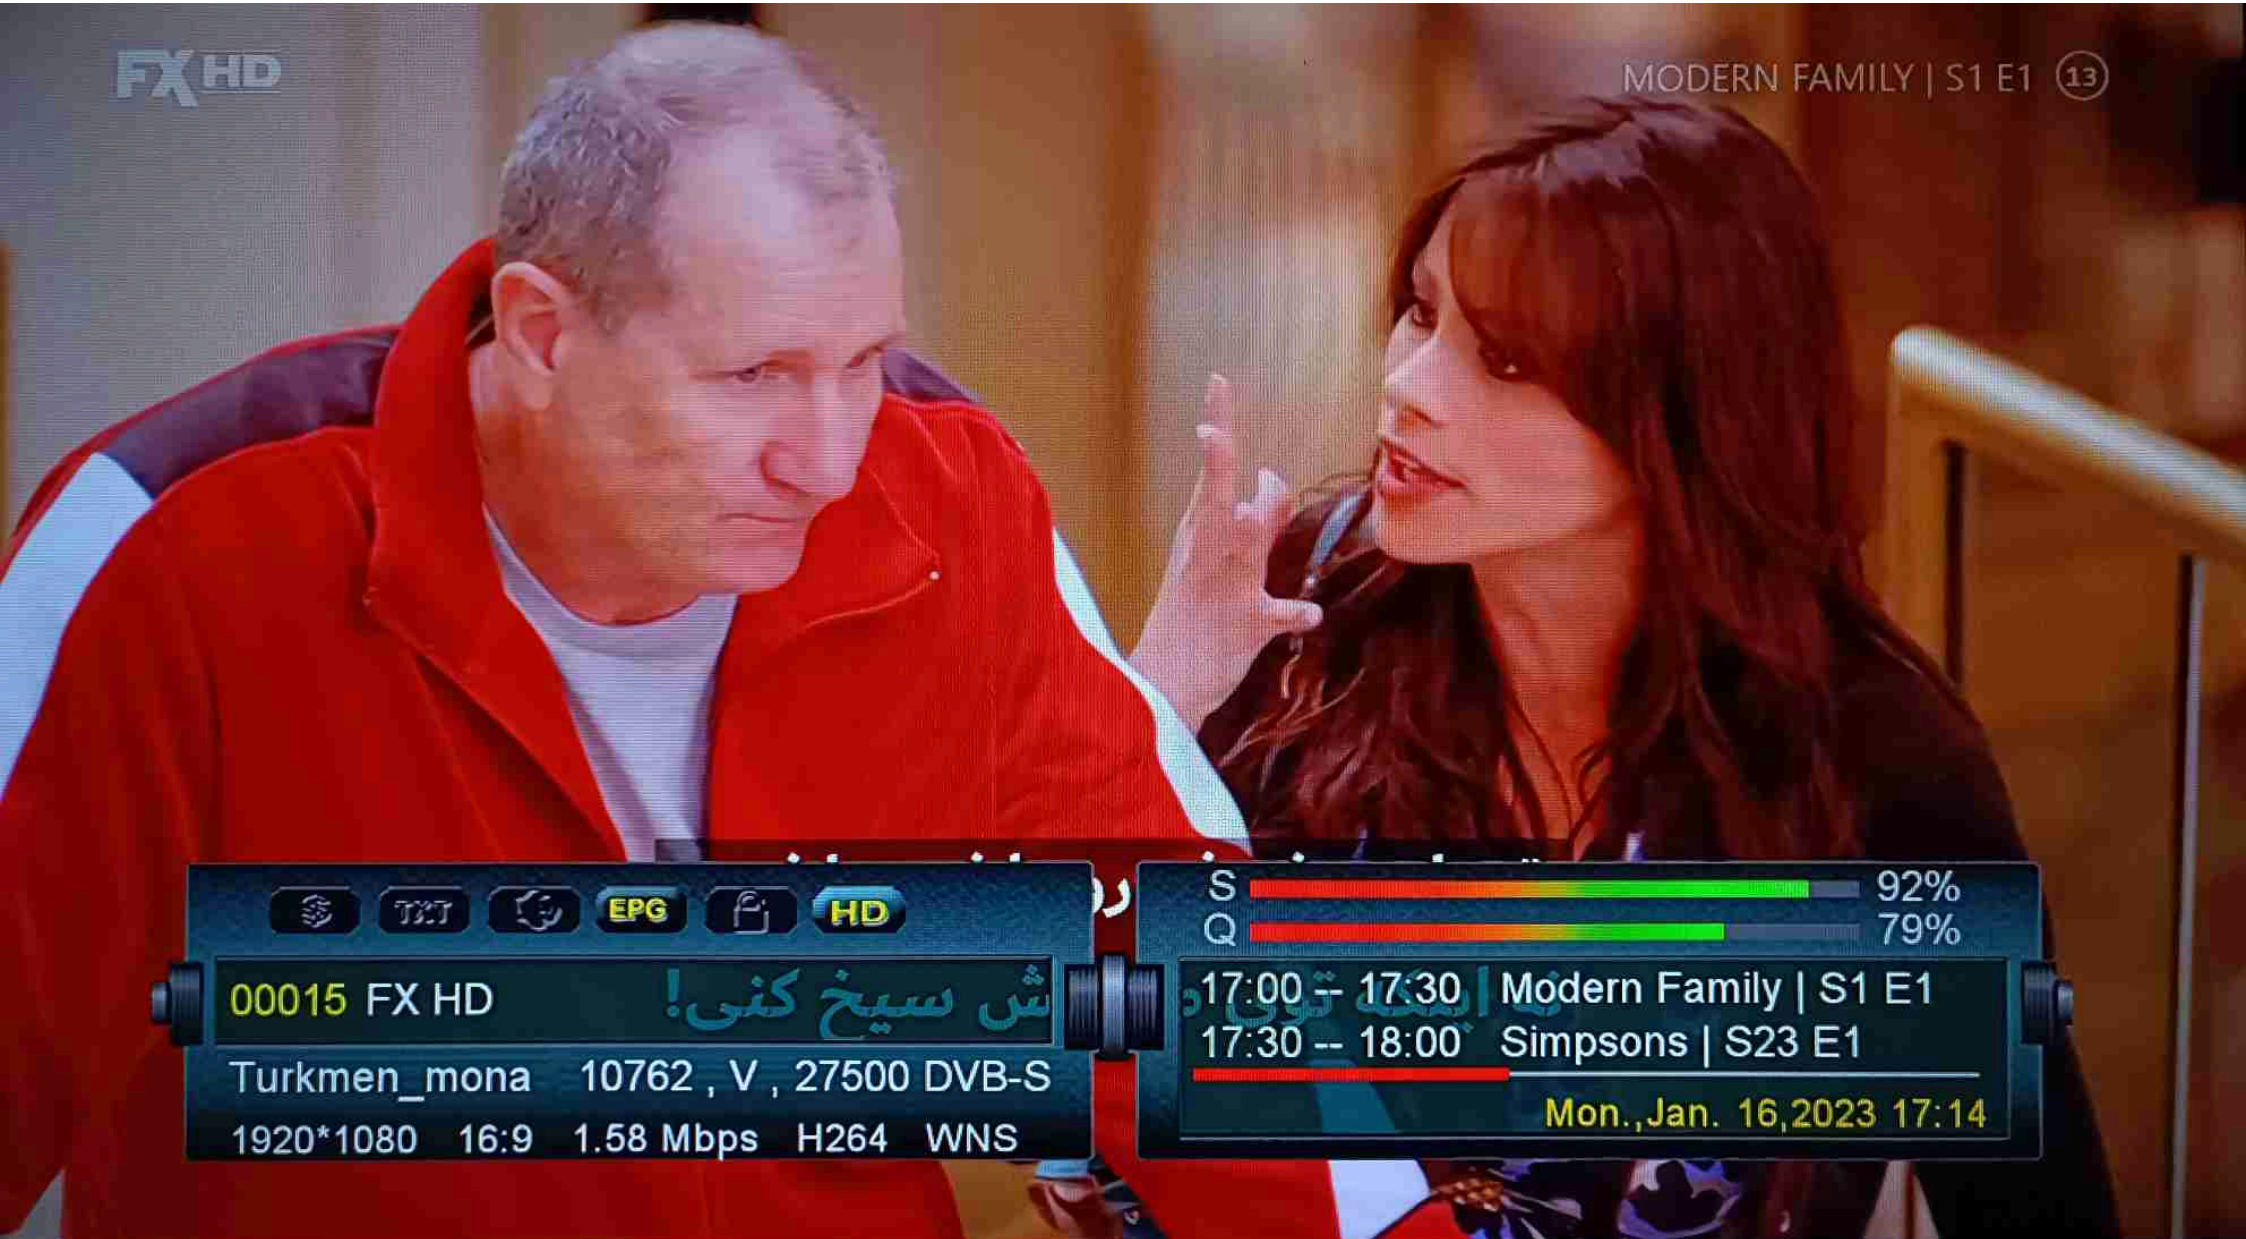 FX HD
MODERN FAMILY | S1 E1 13
$ TXT EPG HD
S 92%
Q 79%
00015 FX HD
ش سیخ کنی!
17:00 -- 17:30 Modern Family | S1 E1
17:30 -- 18:00 Simpsons | S23 E1
Turkmen_mona 10762 , V , 27500 DVB-S
Mon.,Jan. 16,2023 17:14
1920*1080 16:9 1.58 Mbps H264 WNS